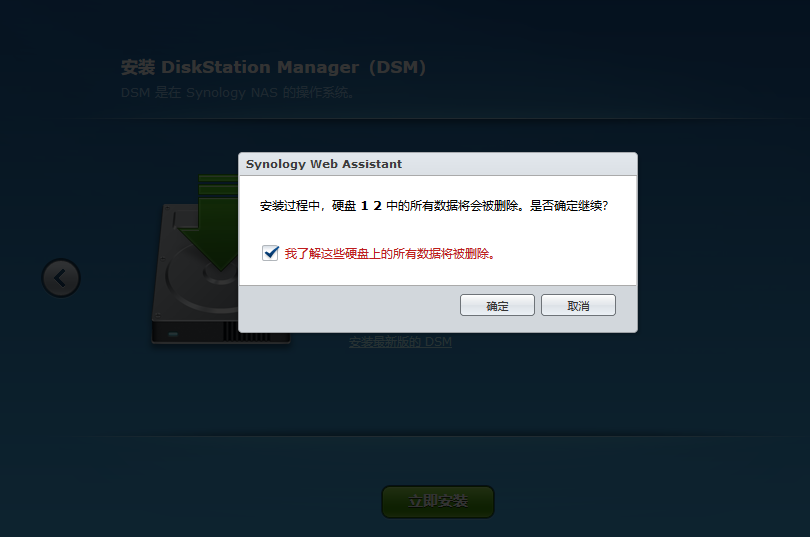 安装 DiskStation Manager（DSM）
DSM 是在 Synology NAS 的操作系统。
Synology Web Assistant
安装过程中，硬盘 1 2 中的所有数据将会被删除。是否确定继续？
我了解这些硬盘上的所有数据将被删除。
确定 取消
安装最新版的 DSM
立即安装